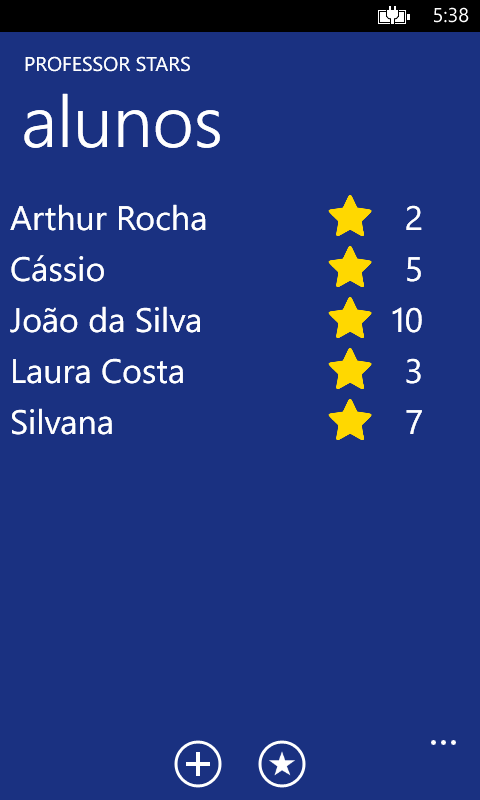 5:38
PROFESSOR STARS
alunos
Arthur Rocha 2
Cássio 5
João da Silva 10
Laura Costa 3
Silvana 7